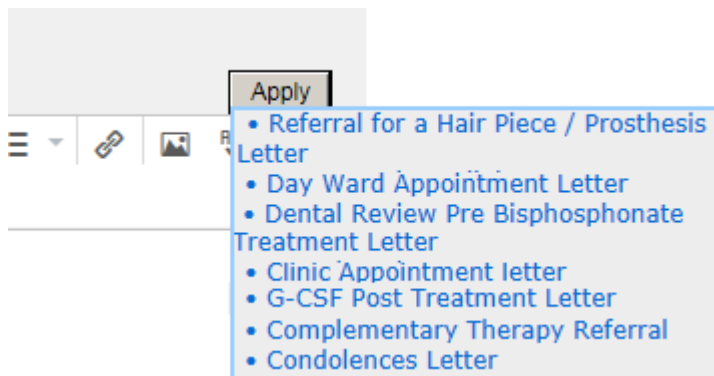 Apply
• Referral for a Hair Piece / Prosthesis
Letter
• Day Ward Appointment Letter
• Dental Review Pre Bisphosphonate
Treatment Letter
• Clinic Appointment letter
• G-CSF Post Treatment Letter
• Complementary Therapy Referral
• Condolences Letter